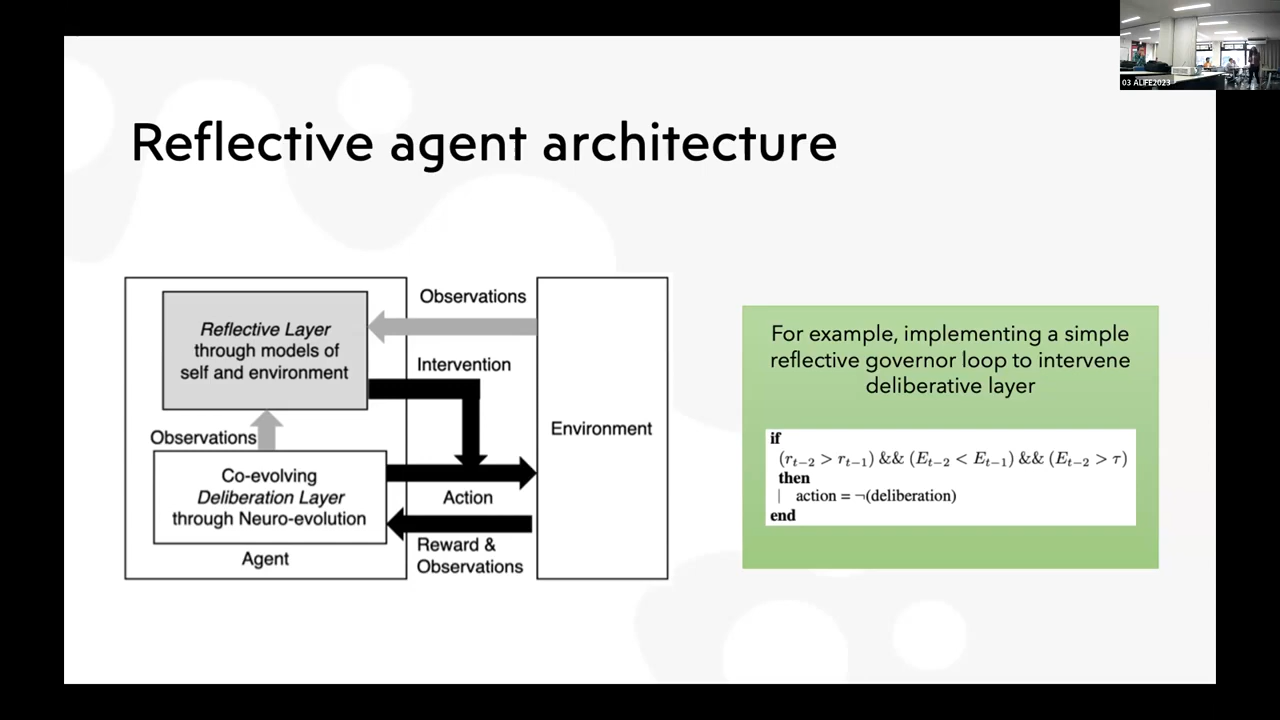 03 ALIFE2023
Reflective agent architecture
Reflective Layer
through models of
self and environment
Observations
Co-evolving
Deliberation Layer
through Neuro-evolution
Agent
Observations
Intervention
Action
Reward &
Observations
Environment
For example, implementing a simple
reflective governor loop to intervene
deliberative layer
if
(r_{t−2} > r_{t−1}) && (E_{t−2} < E_{t−1}) && (E_{t−2} > τ)
then
action = ¬(deliberation)
end